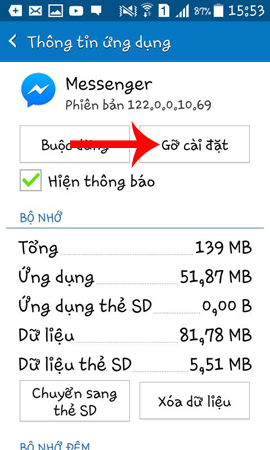 87% 15:53
Thông tin ứng dụng
Messenger
Phiên bản 122.0.0.10.69
Buộc dừng
Gỡ cài đặt
Hiện thông báo
BỘ NHỚ
Tổng 139 MB
Ứng dụng 51,87 MB
Ứng dụng thẻ SD 0,00 B
Dữ liệu 81,78 MB
Dữ liệu thẻ SD 5,51 MB
Chuyển sang
thẻ SD
Xóa dữ liệu
BỘ NHỚ ĐỆM